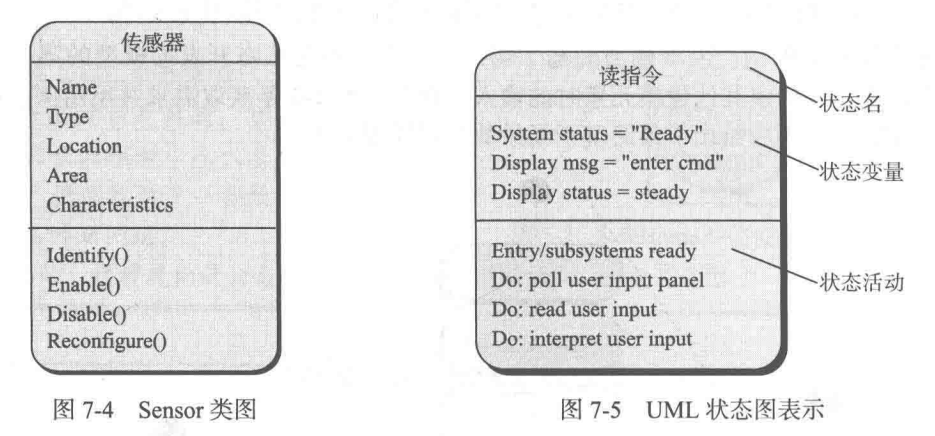 传感器
Name
Type
Location
Area
Characteristics
Identify()
Enable()
Disable()
Reconfigure()
图 7-4 Sensor 类图
读指令
System status = "Ready"
Display msg = "enter cmd"
Display status = steady
Entry/subsystems ready
Do: poll user input panel
Do: read user input
Do: interpret user input
状态名
状态变量
状态活动
图 7-5 UML 状态图表示